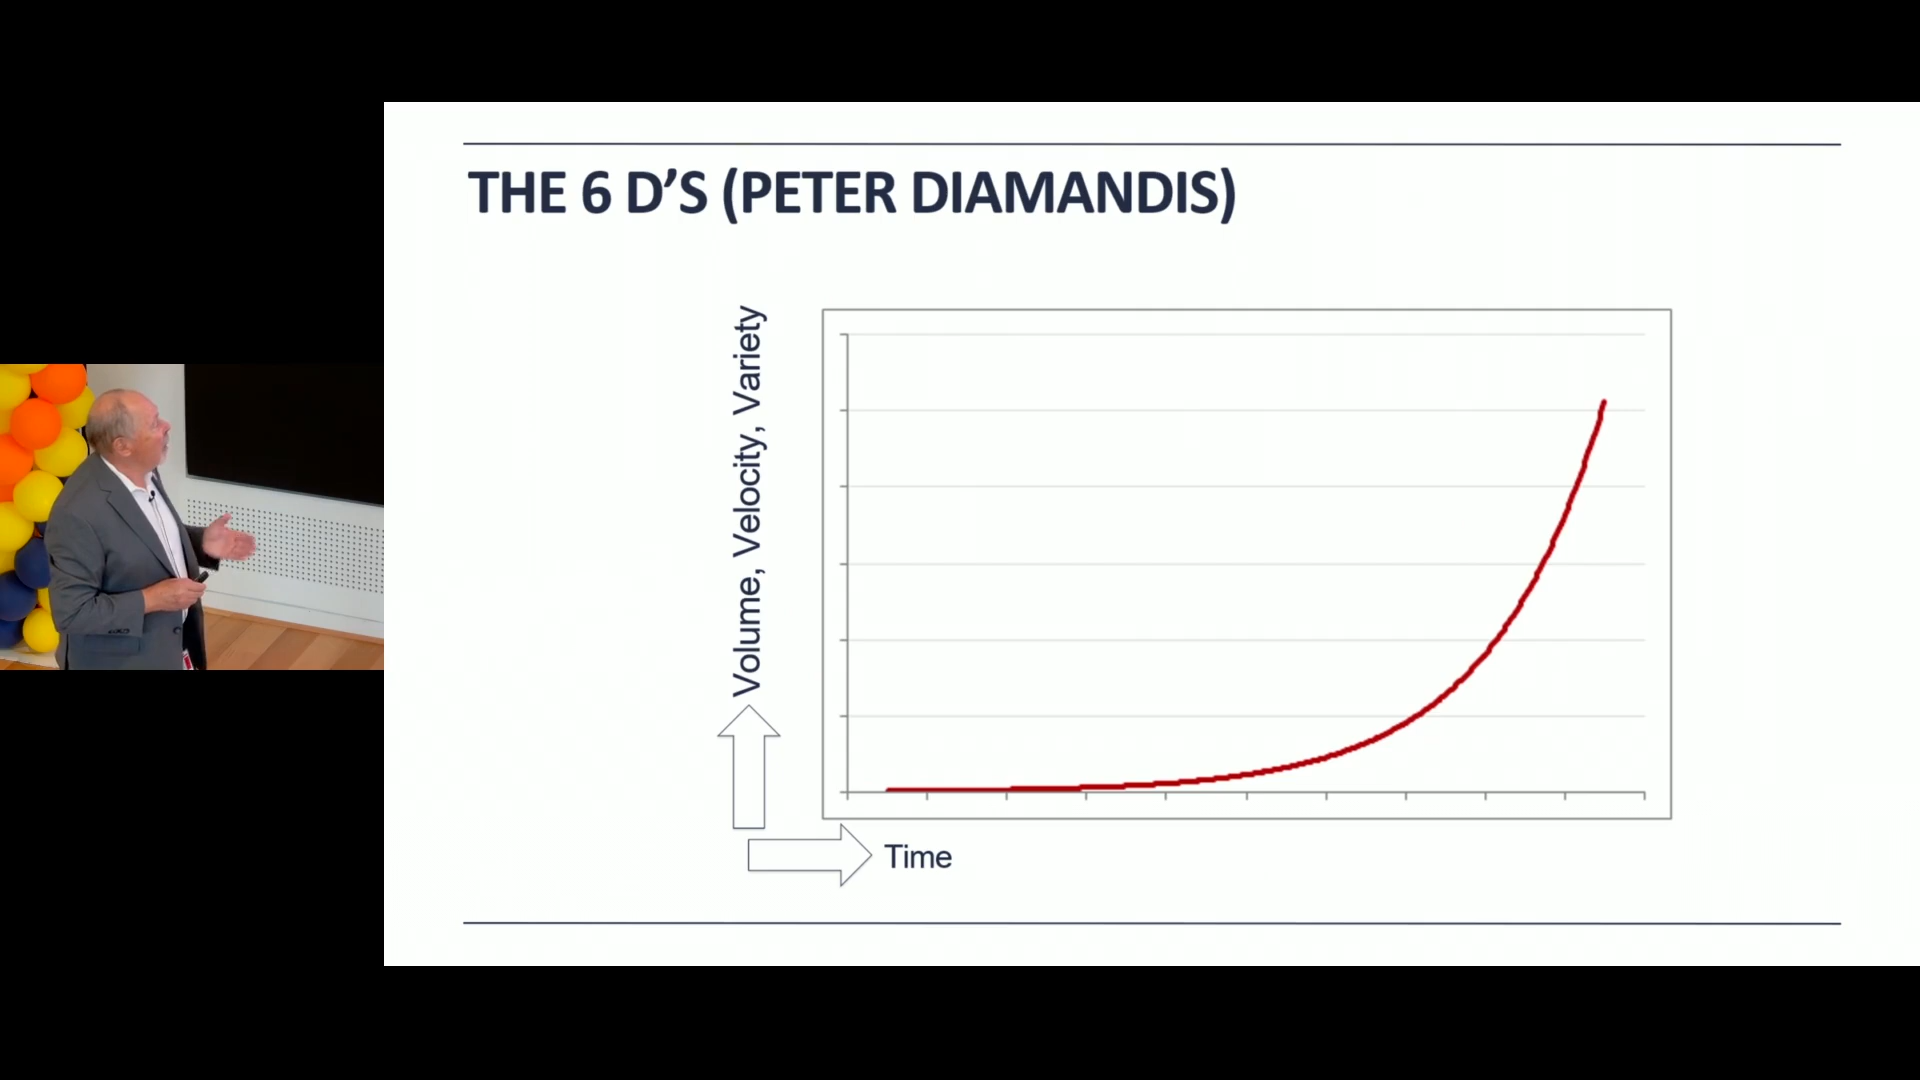 THE 6 D’S (PETER DIAMANDIS)
Volume, Velocity, Variety
Time